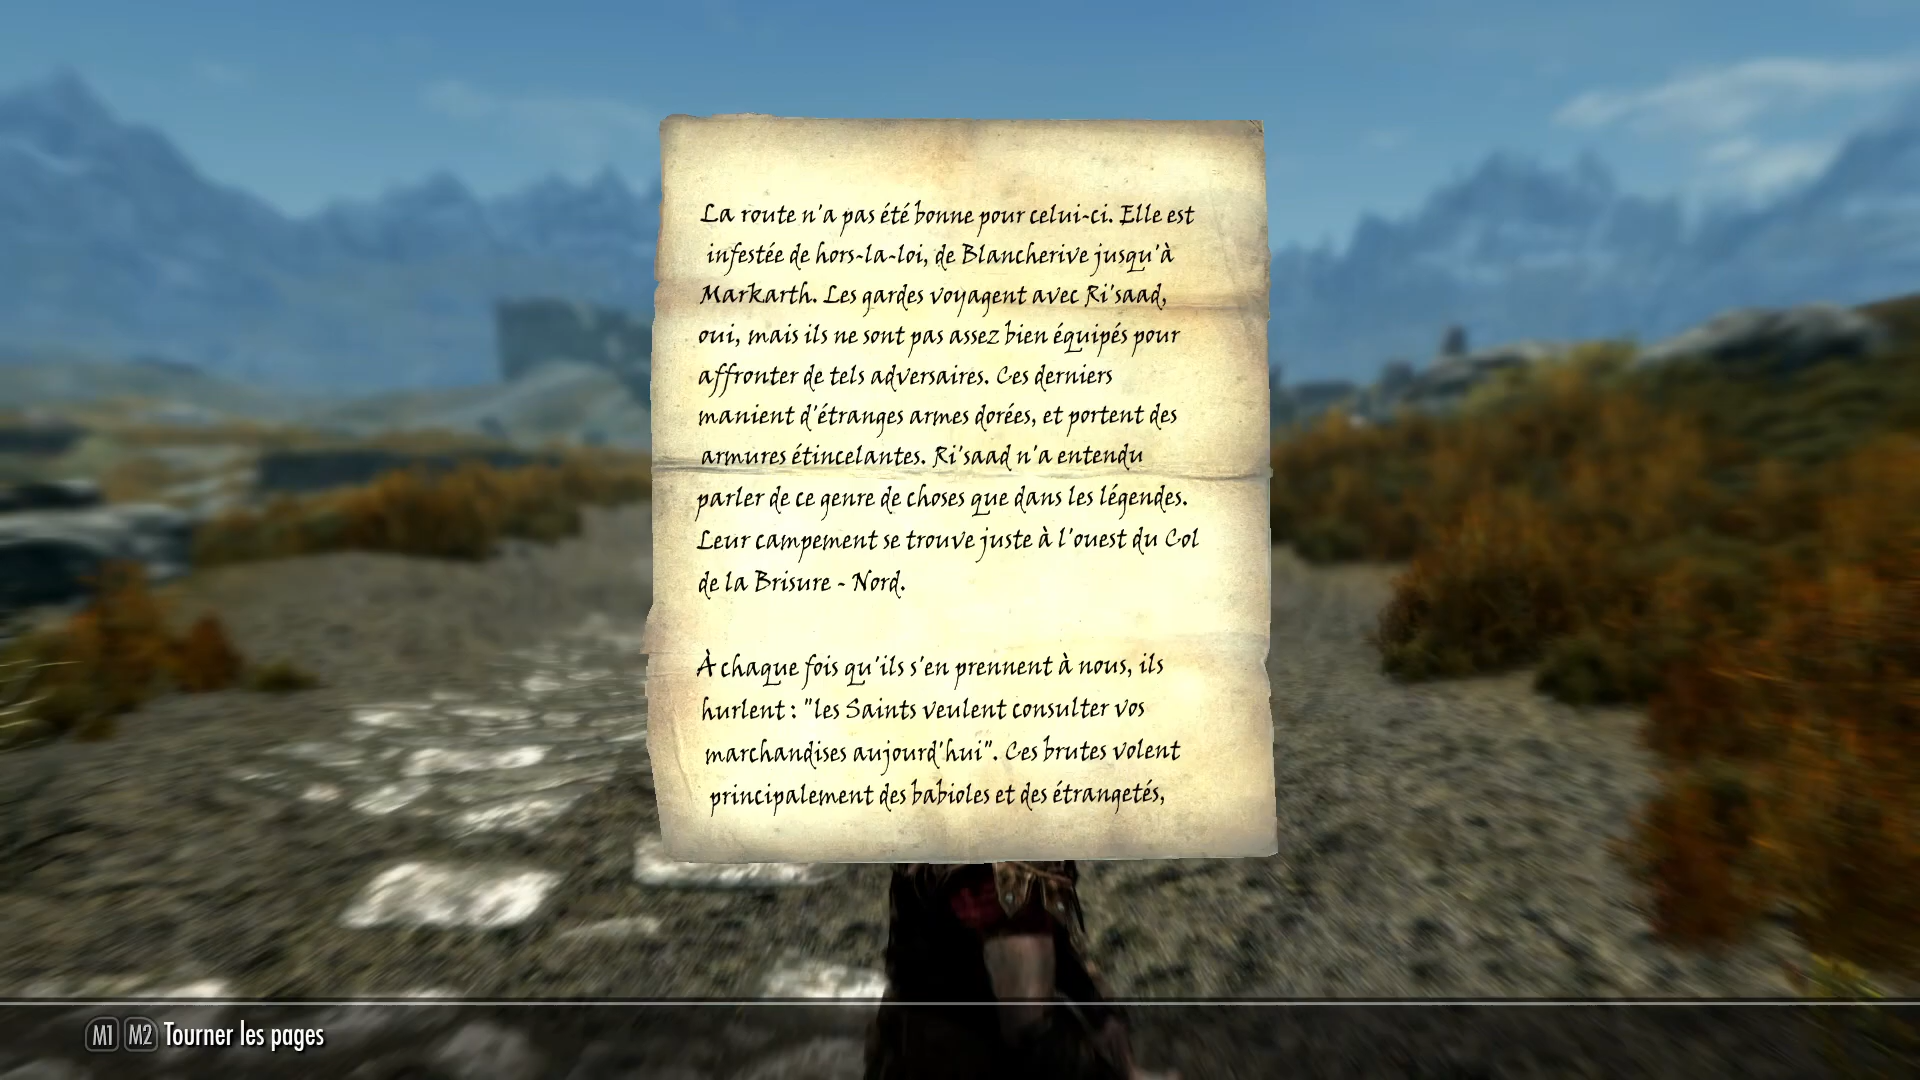 La route n'a pas été bonne pour celui-ci. Elle est
infestée de hors-la-loi, de Blancherive jusqu'à
Markarth. Les gardes voyagent avec Ri'saad,
oui, mais ils ne sont pas assez bien équipés pour
affronter de tels adversaires. Ces derniers
manient d'étranges armes dorées, et portent des
armures étincelantes. Ri'saad n'a entendu
parler de ce genre de choses que dans les légendes.
Leur campement se trouve juste à l'ouest du Col
de la Brisure - Nord.
À chaque fois qu'ils s'en prennent à nous, ils
hurlent : "les Saints veulent consulter vos
marchandises aujourd'hui". Ces brutes volent
principalement des babioles et des étrangetés,
M1 M2 Tourner les pages